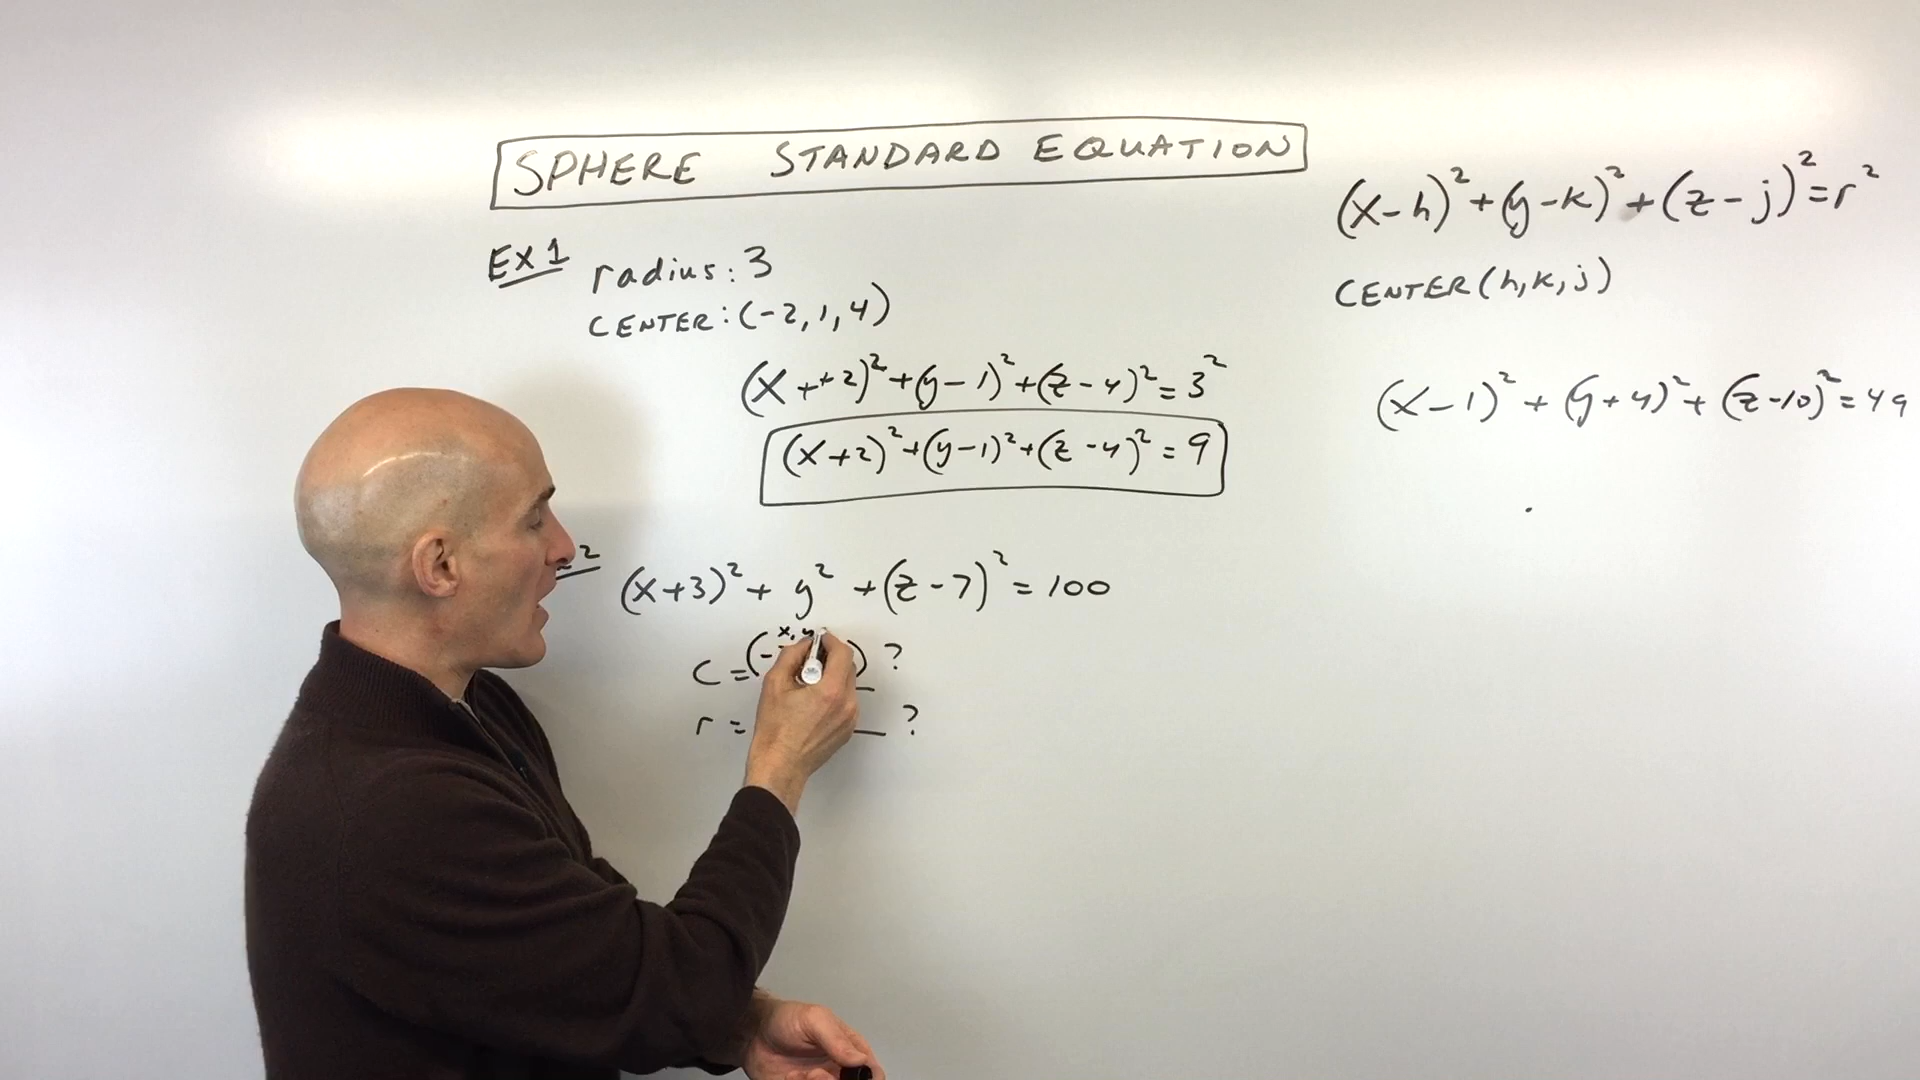 SPHERE STANDARD EQUATION
(x-h)²+(y-k)²+(z-j)²=r²
CENTER(h,k,j)
(x-1)²+(y+4)²+(z-10)²=49
EX1 radius: 3
CENTER: (-2,1,4)
(x++2)²+(y-1)²+(z-4)²=3²
(x+2)²+(y-1)²+(z-4)²=9
2 (x+3)²+y²+(z-7)²=100
x, y
C=(- )?
r= ?